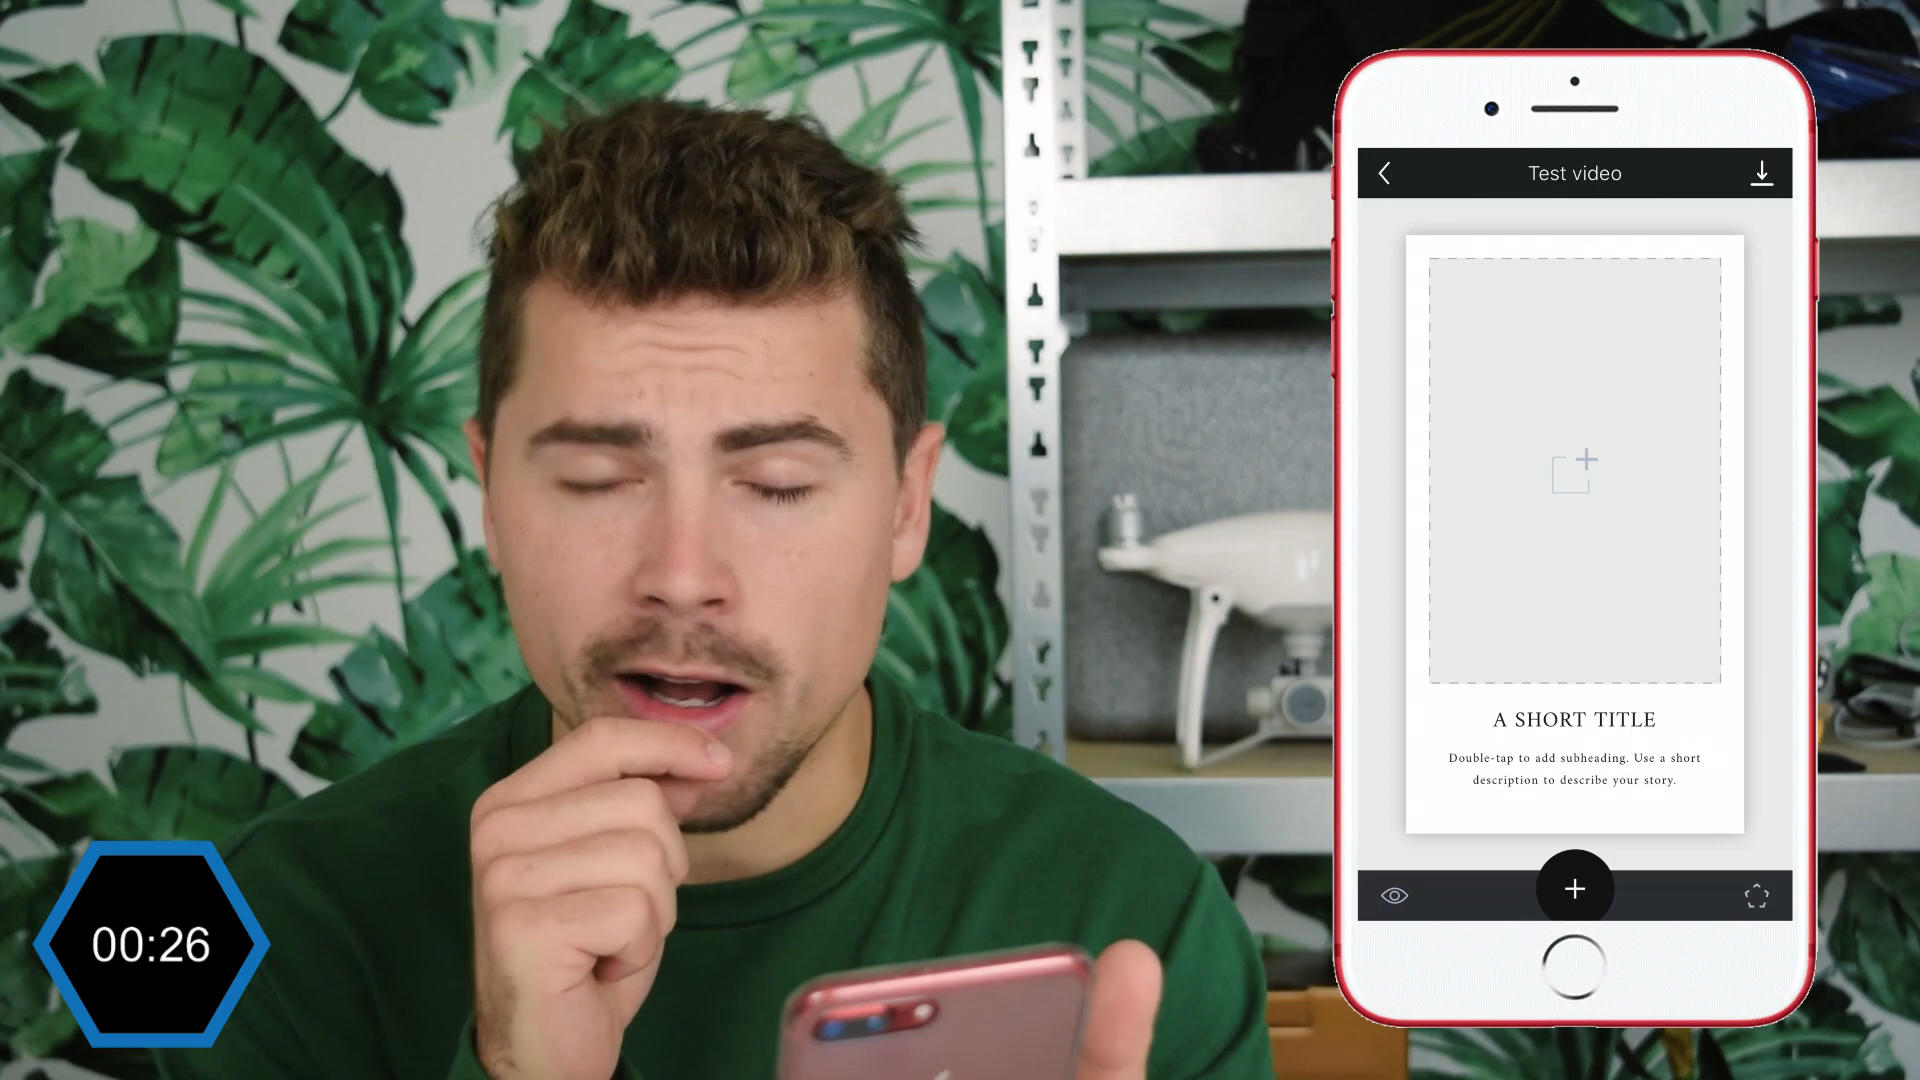 Test video
A SHORT TITLE
Double-tap to add subheading. Use a short
description to describe your story.
00:26